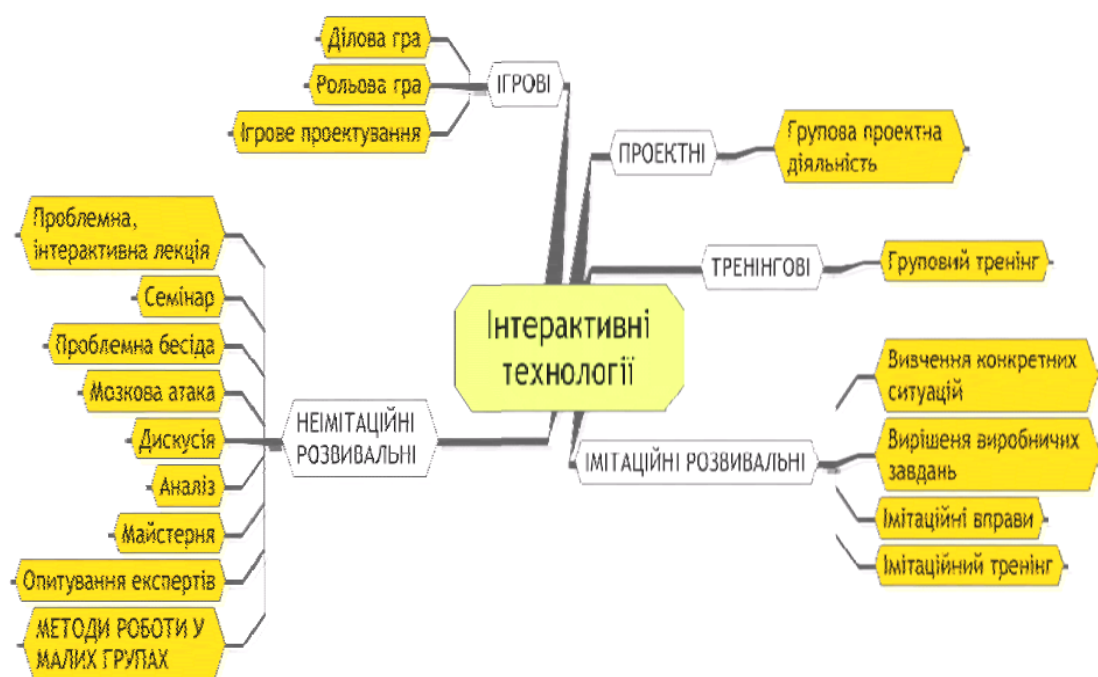 Ділова гра
Рольова гра
Ігрове проектування
ІГРОВІ
ПРОЕКТНІ
Групова проектна
діяльність
ТРЕНІНГОВІ
Груповий тренінг
Інтерактивні
технології
Проблемна,
інтерактивна лекція
Семінар
Проблемна бесіда
Мозкова атака
Дискусія
Аналіз
Майстерня
Опитування експертів
МЕТОДИ РОБОТИ У
МАЛИХ ГРУПАХ
НЕІМІТАЦІЙНІ
РОЗВИВАЛЬНІ
ІМІТАЦІЙНІ РОЗВИВАЛЬНІ
Вивчення конкретних
ситуацій
Вирішеня виробничих
завдань
Імітаційні вправи
Імітаційний тренінг